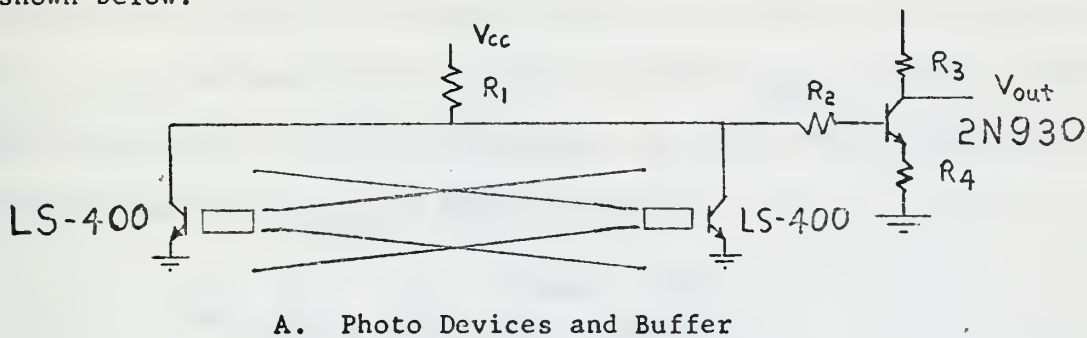 shown below.
Vcc
R1
R2
R3
Vout
2N930
R4
LS-400
LS-400
A. Photo Devices and Buffer